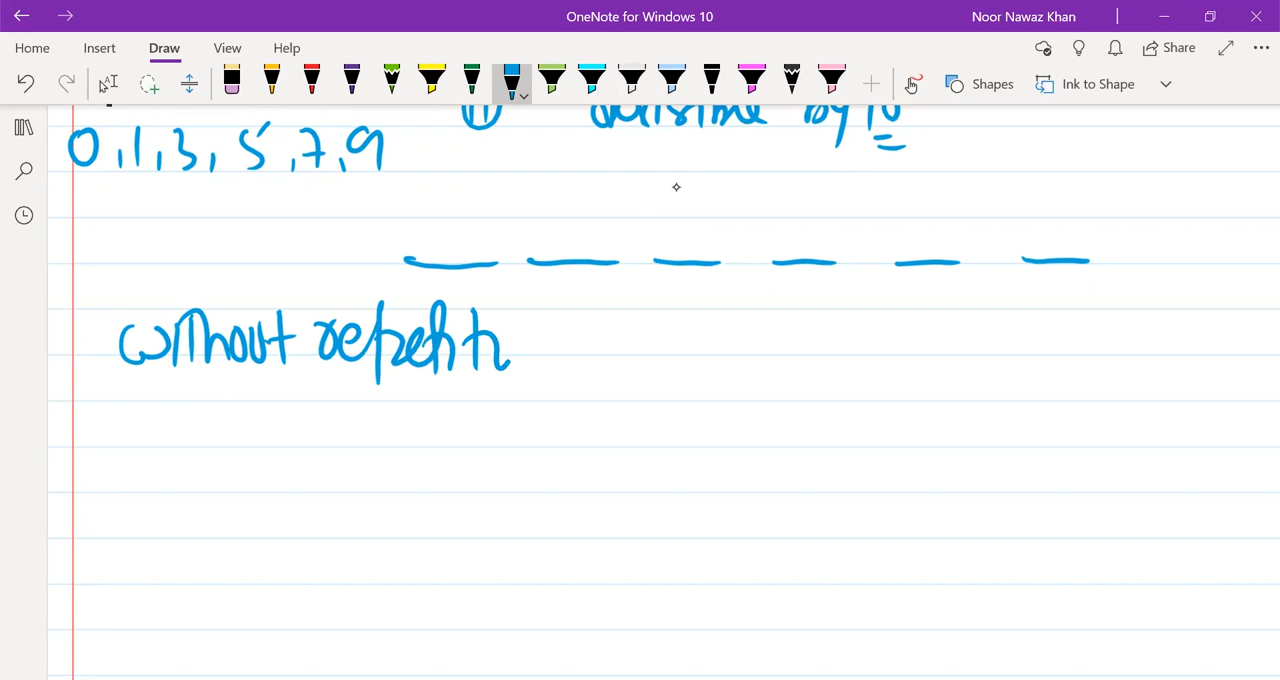 OneNote for Windows 10
Noor Nawaz Khan
Home Insert Draw View Help
Share
Shapes
Ink to Shape
divisible by 10
0, 1, 3, 5, 7, 9
without